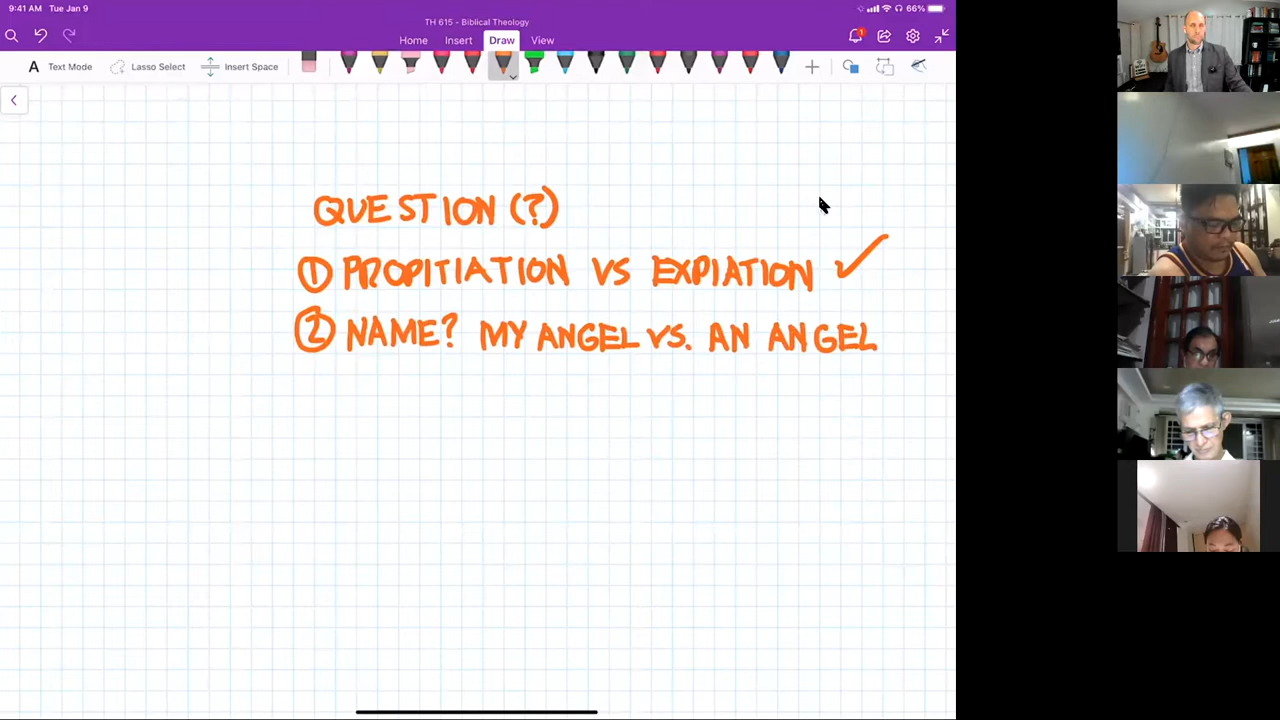 9:41 AM Tue Jan 9
66%
TH 615 - Biblical Theology
Home Insert Draw View
1
A Text Mode Lasso Select Insert Space
QUESTION (?)
① PROPITIATION VS EXPIATION ✓
② NAME? MY ANGEL VS. AN ANGEL